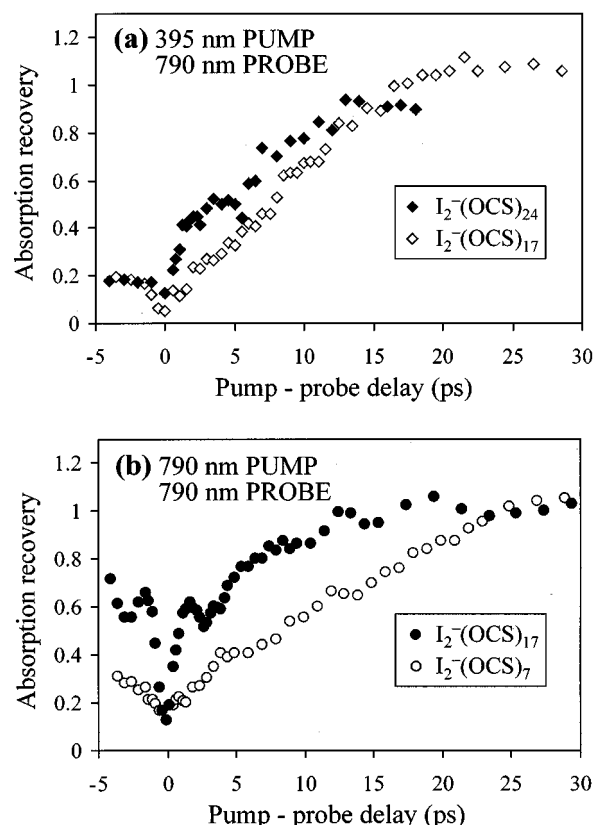 (a) 395 nm PUMP
790 nm PROBE
Absorption recovery
1.2
1
0.8
0.6
0.4
0.2
0
I₂⁻(OCS)₂₄
I₂⁻(OCS)₁₇
-5 0 5 10 15 20 25 30
Pump - probe delay (ps)
(b) 790 nm PUMP
790 nm PROBE
Absorption recovery
1.2
1
0.8
0.6
0.4
0.2
0
I₂⁻(OCS)₁₇
I₂⁻(OCS)₇
-5 0 5 10 15 20 25 30
Pump - probe delay (ps)